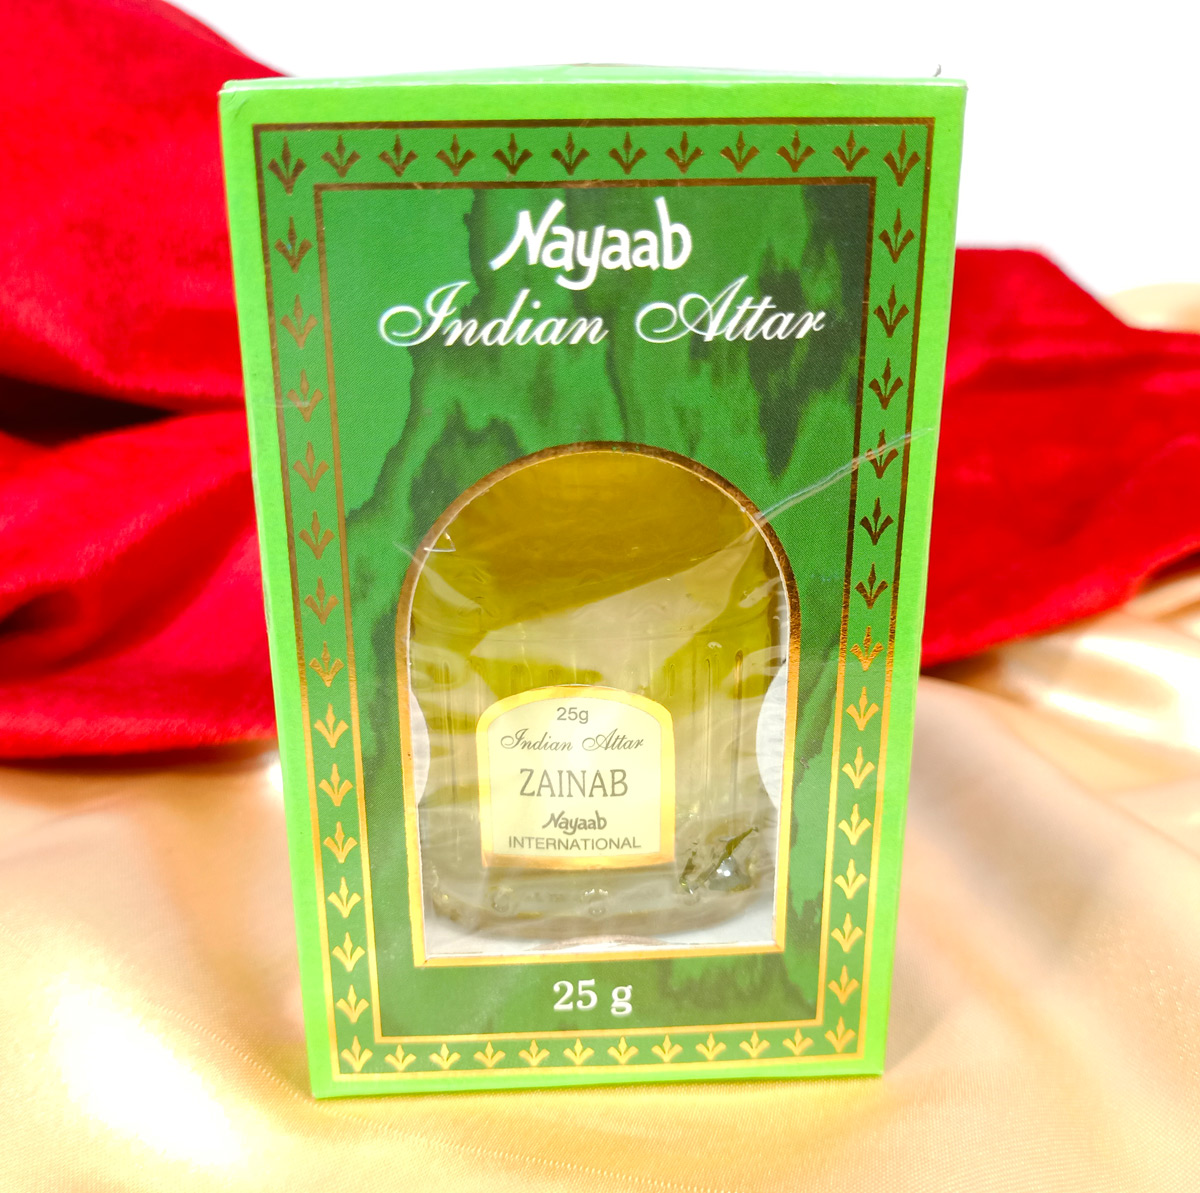 Nayaab
Indian Attar
25g
Indian Attar
ZAINAB
Nayaab
INTERNATIONAL
25 g